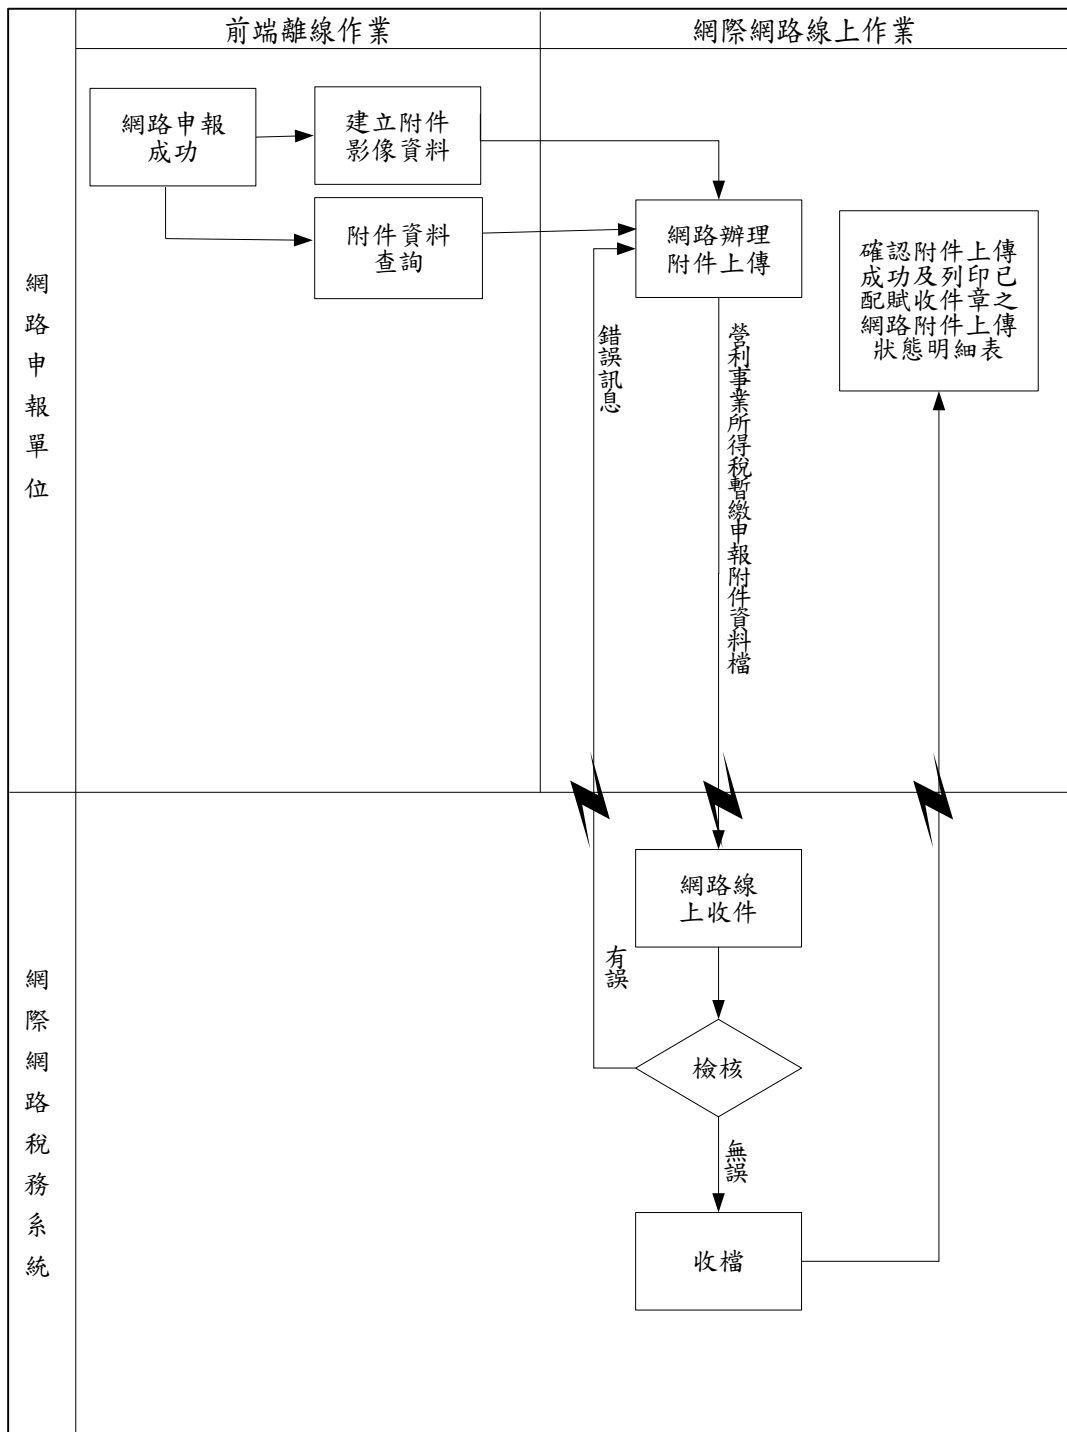 前端離線作業
網際網路線上作業
網路申報單位
網路申報
成功
建立附件
影像資料
附件資料
查詢
網路辦理
附件上傳
確認附件上傳
成功及列印已
配賦收件章之
網路附件上傳
狀態明細表
錯誤訊息
營利事業所得稅暫繳申報附件資料檔
網際網路稅務系統
網路線
上收件
有誤
檢核
無誤
收檔